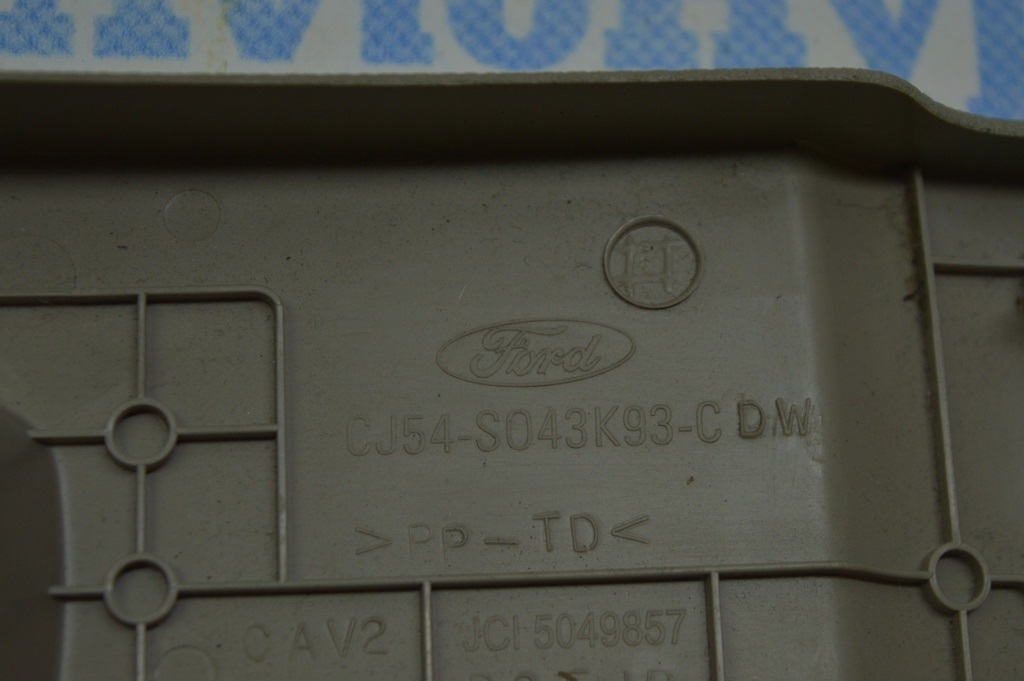 Ford
CJ54-S043K93-C DW
>PP-TD<
CAV2
JCI 5049857